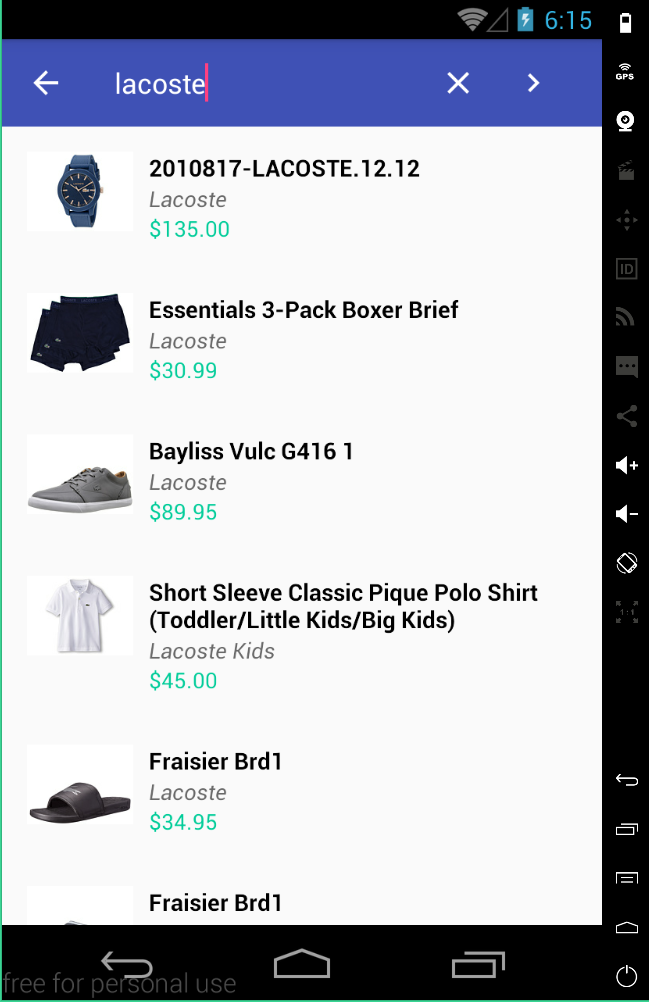 6:15
lacoste
GPS
2010817-LACOSTE.12.12
Lacoste
$135.00
ID
Essentials 3-Pack Boxer Brief
Lacoste
$30.99
Bayliss Vulc G416 1
Lacoste
$89.95
Short Sleeve Classic Pique Polo Shirt
(Toddler/Little Kids/Big Kids)
Lacoste Kids
$45.00
1:1
Fraisier Brd1
Lacoste
$34.95
Fraisier Brd1
free for personal use